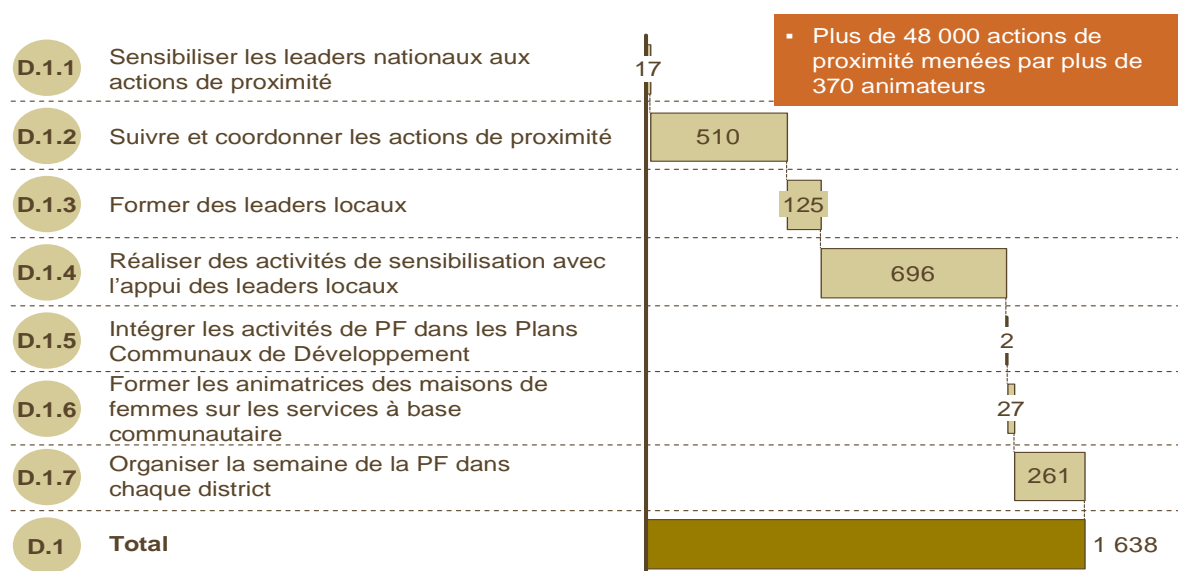 ▪ Plus de 48 000 actions de
proximité menées par plus de
370 animateurs
D.1.1
Sensibiliser les leaders nationaux aux
actions de proximité
17
D.1.2
Suivre et coordonner les actions de proximité
510
D.1.3
Former des leaders locaux
125
D.1.4
Réaliser des activités de sensibilisation avec
l'appui des leaders locaux
696
D.1.5
Intégrer les activités de PF dans les Plans
Communaux de Développement
2
D.1.6
Former les animatrices des maisons de
femmes sur les services à base
communautaire
27
D.1.7
Organiser la semaine de la PF dans
chaque district
261
D.1
Total
1 638